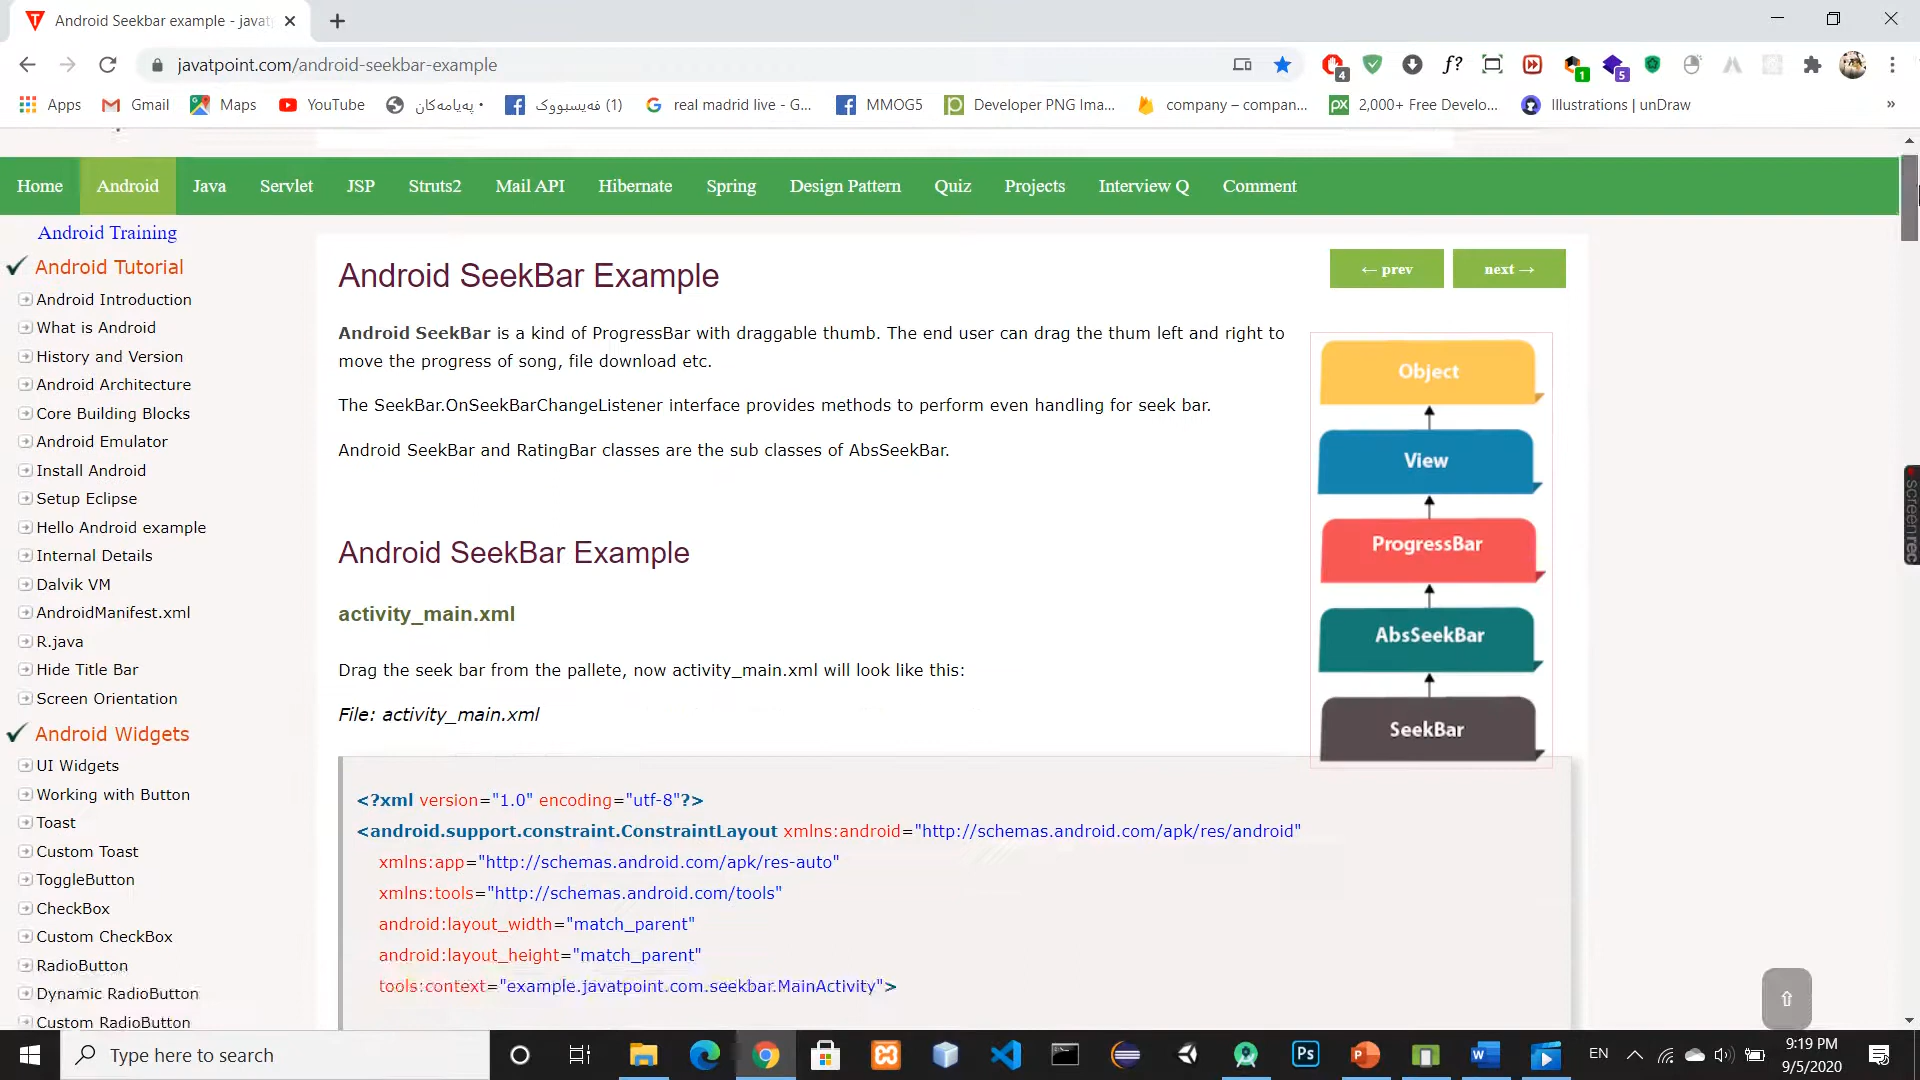 Android Seekbar example - javat
javatpoint.com/android-seekbar-example
f?
4
1
5
Apps
Gmail
Maps
YouTube
پەیامەکان •
(1) فەیسبووک
real madrid live - G...
MMOG5
Developer PNG Ima...
company – compan...
2,000+ Free Develo...
Illustrations | unDraw
»
Home
Android
Java
Servlet
JSP
Struts2
Mail API
Hibernate
Spring
Design Pattern
Quiz
Projects
Interview Q
Comment
Android Training
Android Tutorial
Android Introduction
What is Android
History and Version
Android Architecture
Core Building Blocks
Android Emulator
Install Android
Setup Eclipse
Hello Android example
Internal Details
Dalvik VM
AndroidManifest.xml
R.java
Hide Title Bar
Screen Orientation
Android Widgets
UI Widgets
Working with Button
Toast
Custom Toast
ToggleButton
CheckBox
Custom CheckBox
RadioButton
Dynamic RadioButton
Custom RadioButton
Android SeekBar Example
← prev
next →
Android SeekBar is a kind of ProgressBar with draggable thumb. The end user can drag the thum left and right to
move the progress of song, file download etc.
The SeekBar.OnSeekBarChangeListener interface provides methods to perform even handling for seek bar.
Android SeekBar and RatingBar classes are the sub classes of AbsSeekBar.
Object
View
ProgressBar
AbsSeekBar
SeekBar
Android SeekBar Example
activity_main.xml
Drag the seek bar from the pallete, now activity_main.xml will look like this:
File: activity_main.xml
<?xml version="1.0" encoding="utf-8"?>
<android.support.constraint.ConstraintLayout xmlns:android="http://schemas.android.com/apk/res/android"
xmlns:app="http://schemas.android.com/apk/res-auto"
xmlns:tools="http://schemas.android.com/tools"
android:layout_width="match_parent"
android:layout_height="match_parent"
tools:context="example.javatpoint.com.seekbar.MainActivity">
screenrec
Type here to search
Ps
EN
9:19 PM
9/5/2020